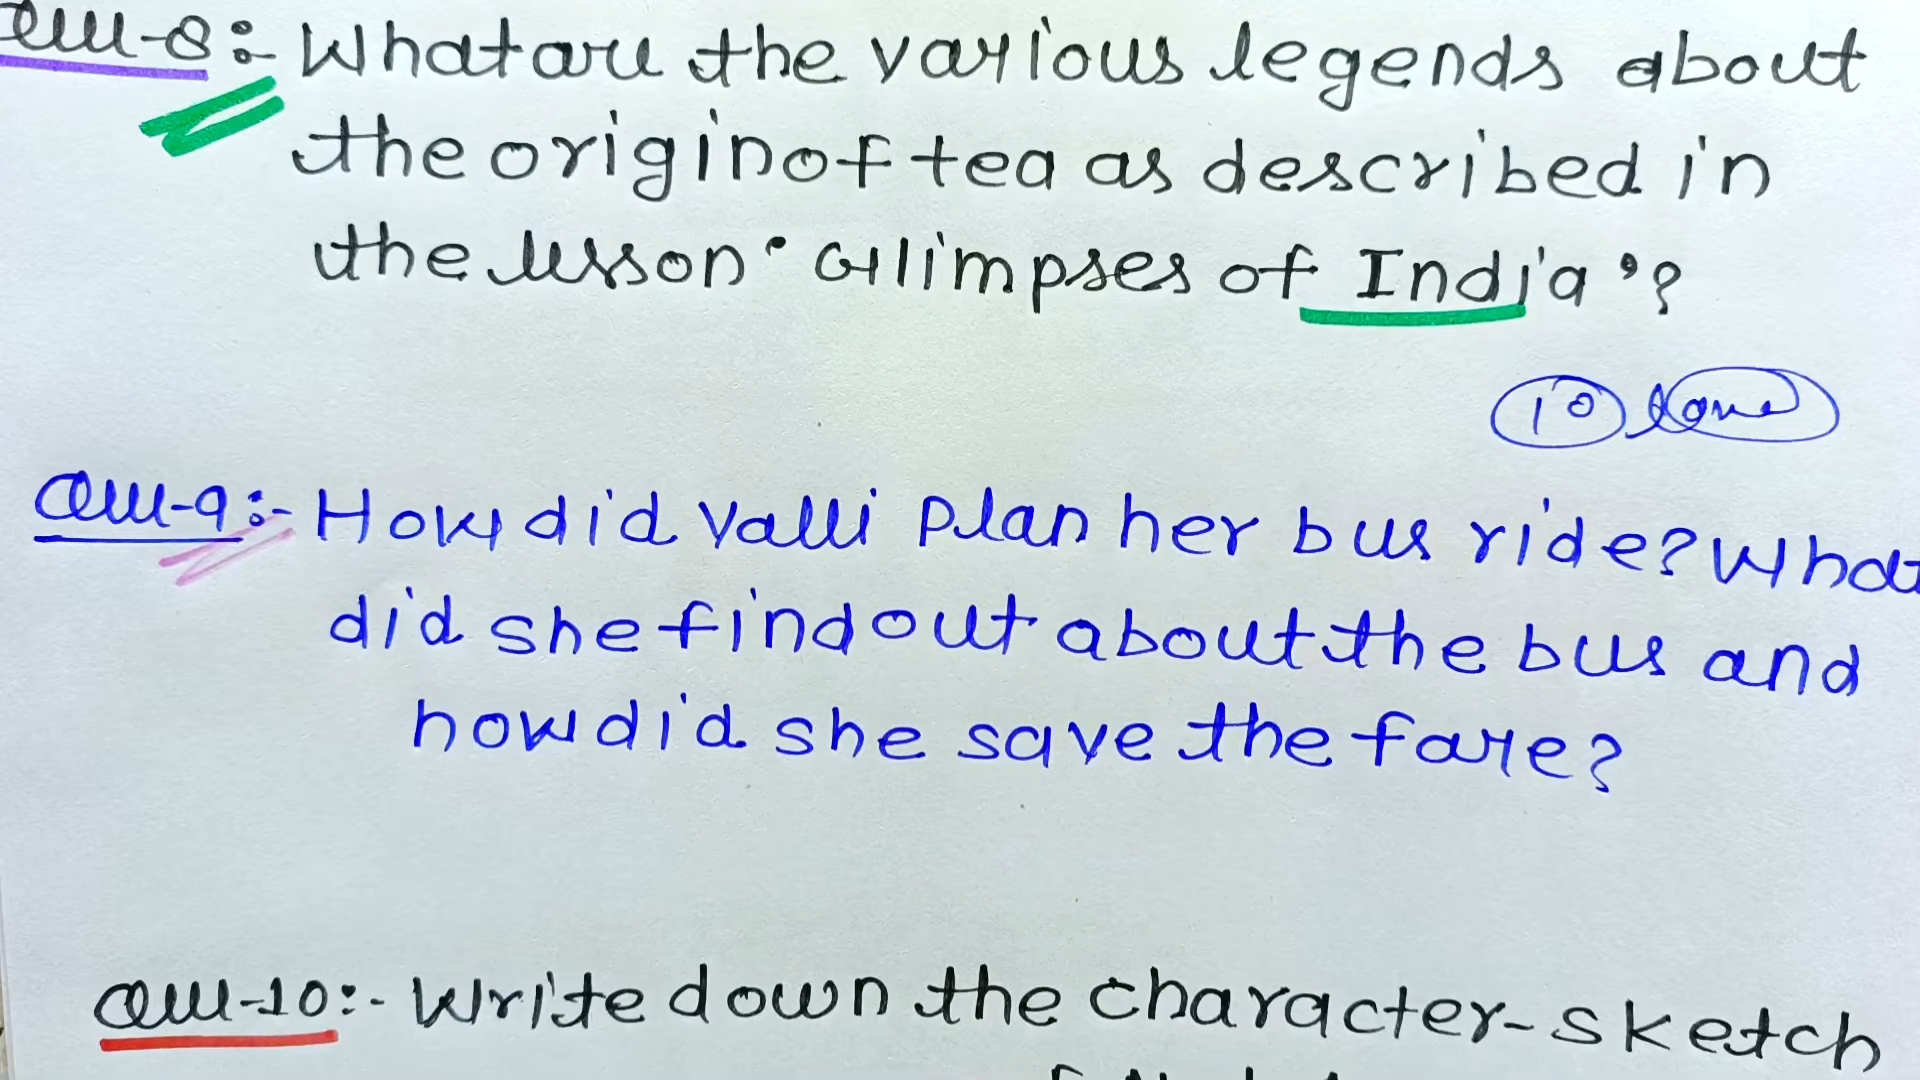 Que-8:- What are the various legends about
the origin of tea as described in
the lesson 'Glimpses of India'?
10 done
Que-9:- How did Valli plan her bus ride? What
did she find out about the bus and
how did she save the fare?
Que-10:- Write down the character-sketch